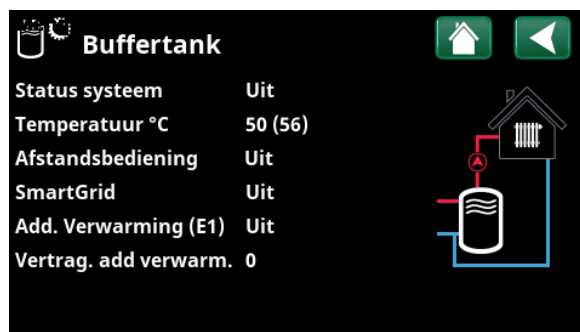 Buffertank
Status systeem Uit
Temperatuur °C 50 (56)
Afstandsbediening Uit
SmartGrid Uit
Add. Verwarming (E1) Uit
Vertrag. add verwarm. 0